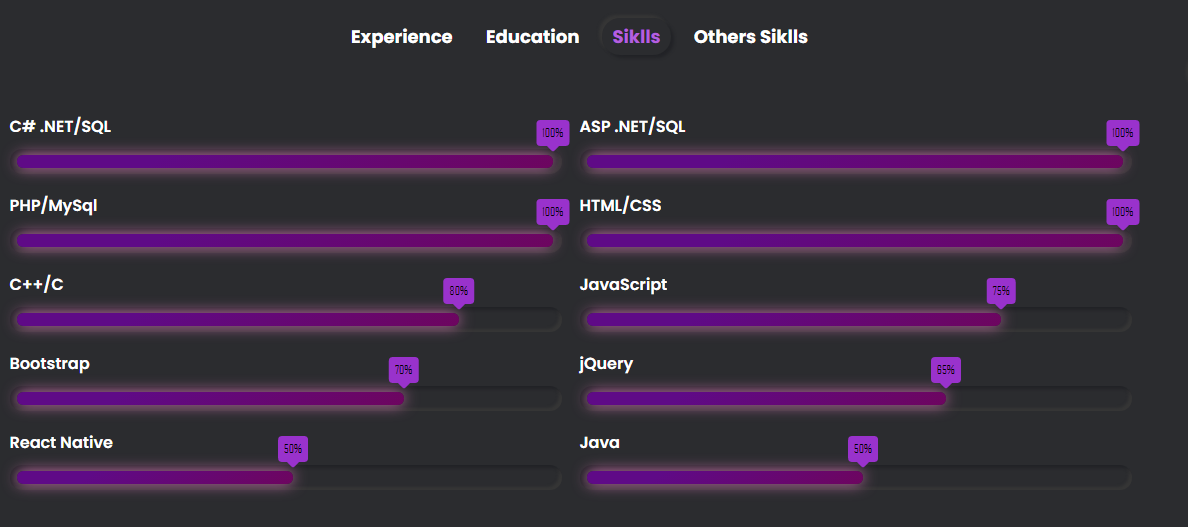 Experience Education Siklls Others Siklls
C# .NET/SQL 100% ASP .NET/SQL 100%
PHP/MySql 100% HTML/CSS 100%
C++/C 80% JavaScript 75%
Bootstrap 70% jQuery 65%
React Native 50% Java 50%